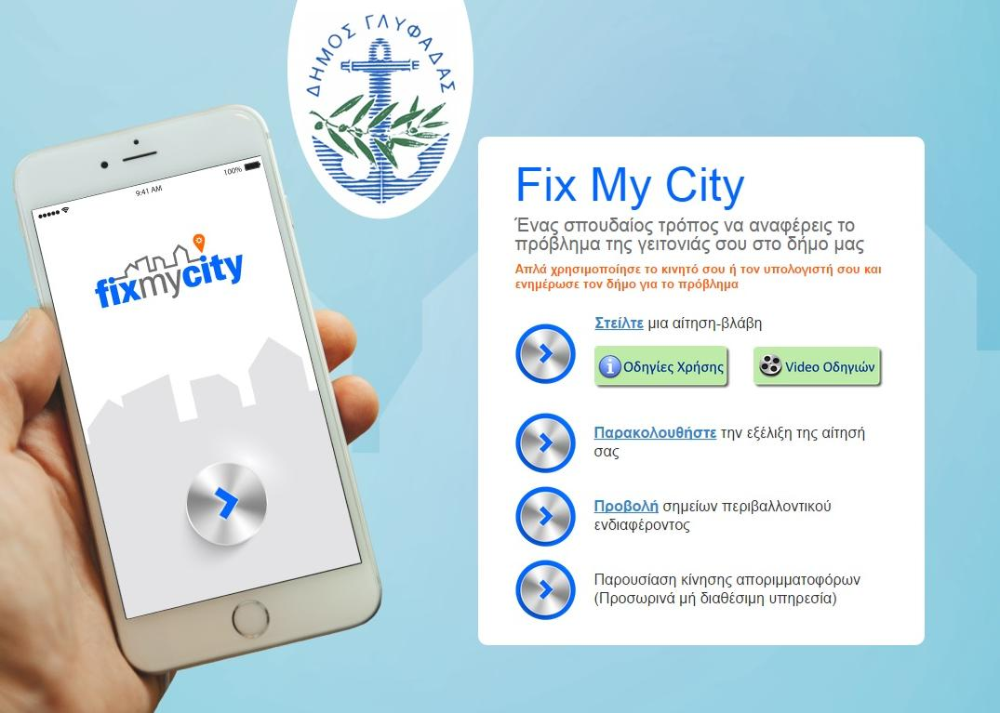 ΔΗΜΟΣ ΓΛΥΦΑΔΑΣ
100%
9:41 AM
fixmycity
Fix My City
Ένας σπουδαίος τρόπος να αναφέρεις το
πρόβλημα της γειτονιάς σου στο δήμο μας
Απλά χρησιμοποίησε το κινητό σου ή τον υπολογιστή σου και
ενημέρωσε τον δήμο για το πρόβλημα
Στείλτε μια αίτηση-βλάβη
Οδηγίες Χρήσης
Video Οδηγιών
Παρακολουθήστε την εξέλιξη της αίτησή
σας
Προβολή σημείων περιβαλλοντικού
ενδιαφέροντος
Παρουσίαση κίνησης αποριμματοφόρων
(Προσωρινά μή διαθέσιμη υπηρεσία)